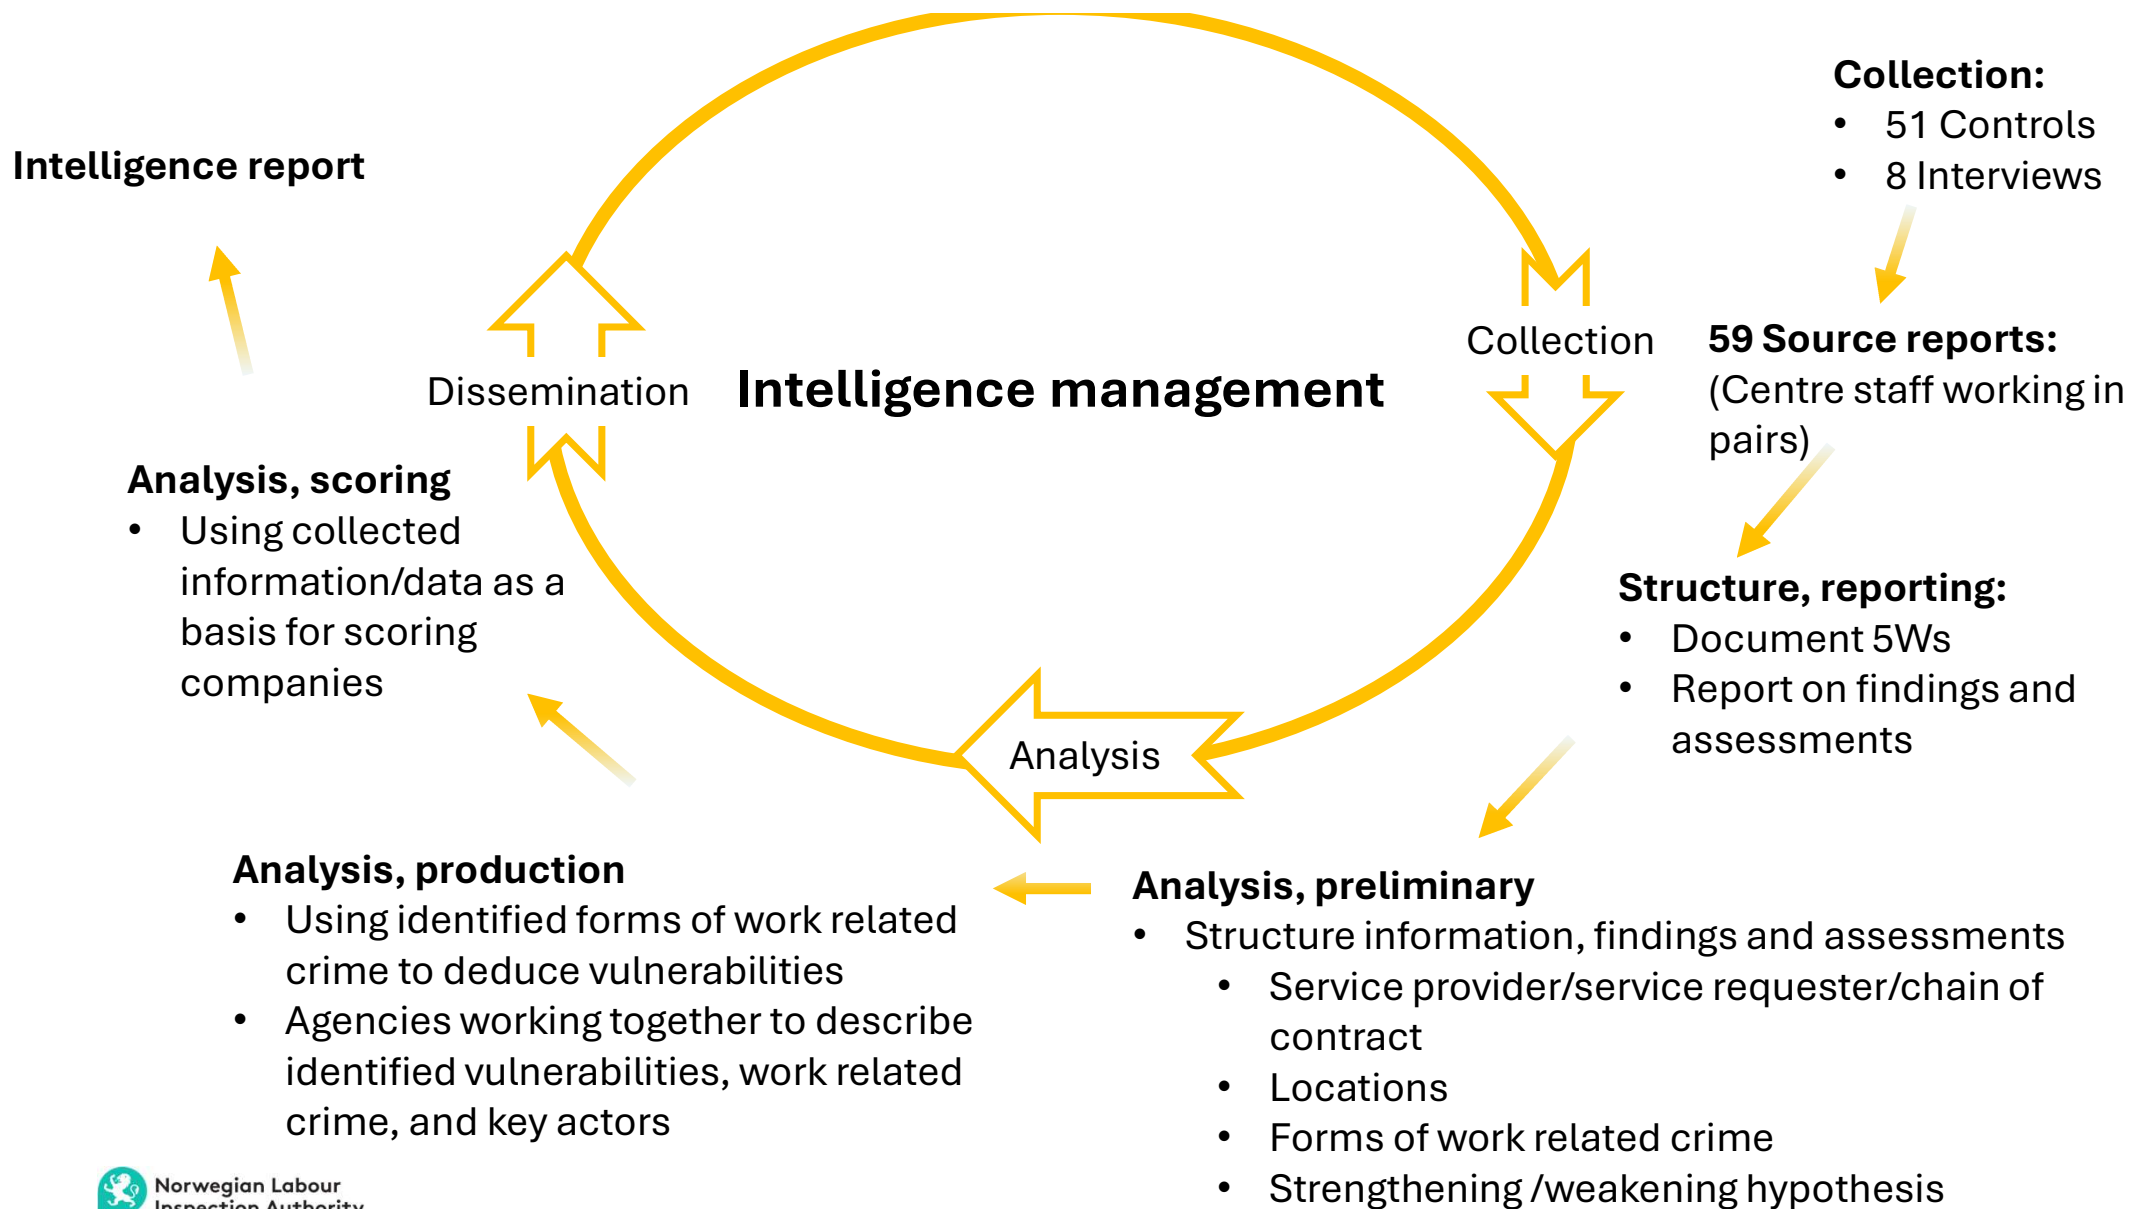 Collection:
• 51 Controls
• 8 Interviews
Intelligence report
59 Source reports:
(Centre staff working in
pairs)
Collection
Dissemination
Intelligence management
Analysis, scoring
• Using collected
information/data as a
basis for scoring
companies
Structure, reporting:
• Document 5Ws
• Report on findings and
assessments
Analysis
Analysis, production
• Using identified forms of work related
crime to deduce vulnerabilities
• Agencies working together to describe
identified vulnerabilities, work related
crime, and key actors
Analysis, preliminary
• Structure information, findings and assessments
• Service provider/service requester/chain of
contract
• Locations
• Forms of work related crime
• Strengthening /weakening hypothesis
Norwegian Labour
Inspection Authority